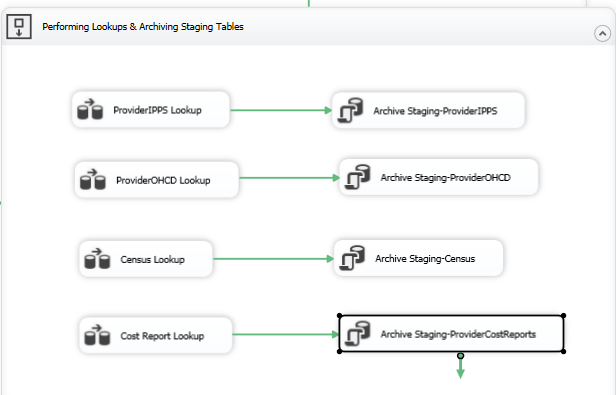 Performing Lookups & Archiving Staging Tables
ProviderIPPS Lookup
Archive Staging-ProviderIPPS
ProviderOHCD Lookup
Archive Staging-ProviderOHCD
Census Lookup
Archive Staging-Census
Cost Report Lookup
Archive Staging-ProviderCostReports